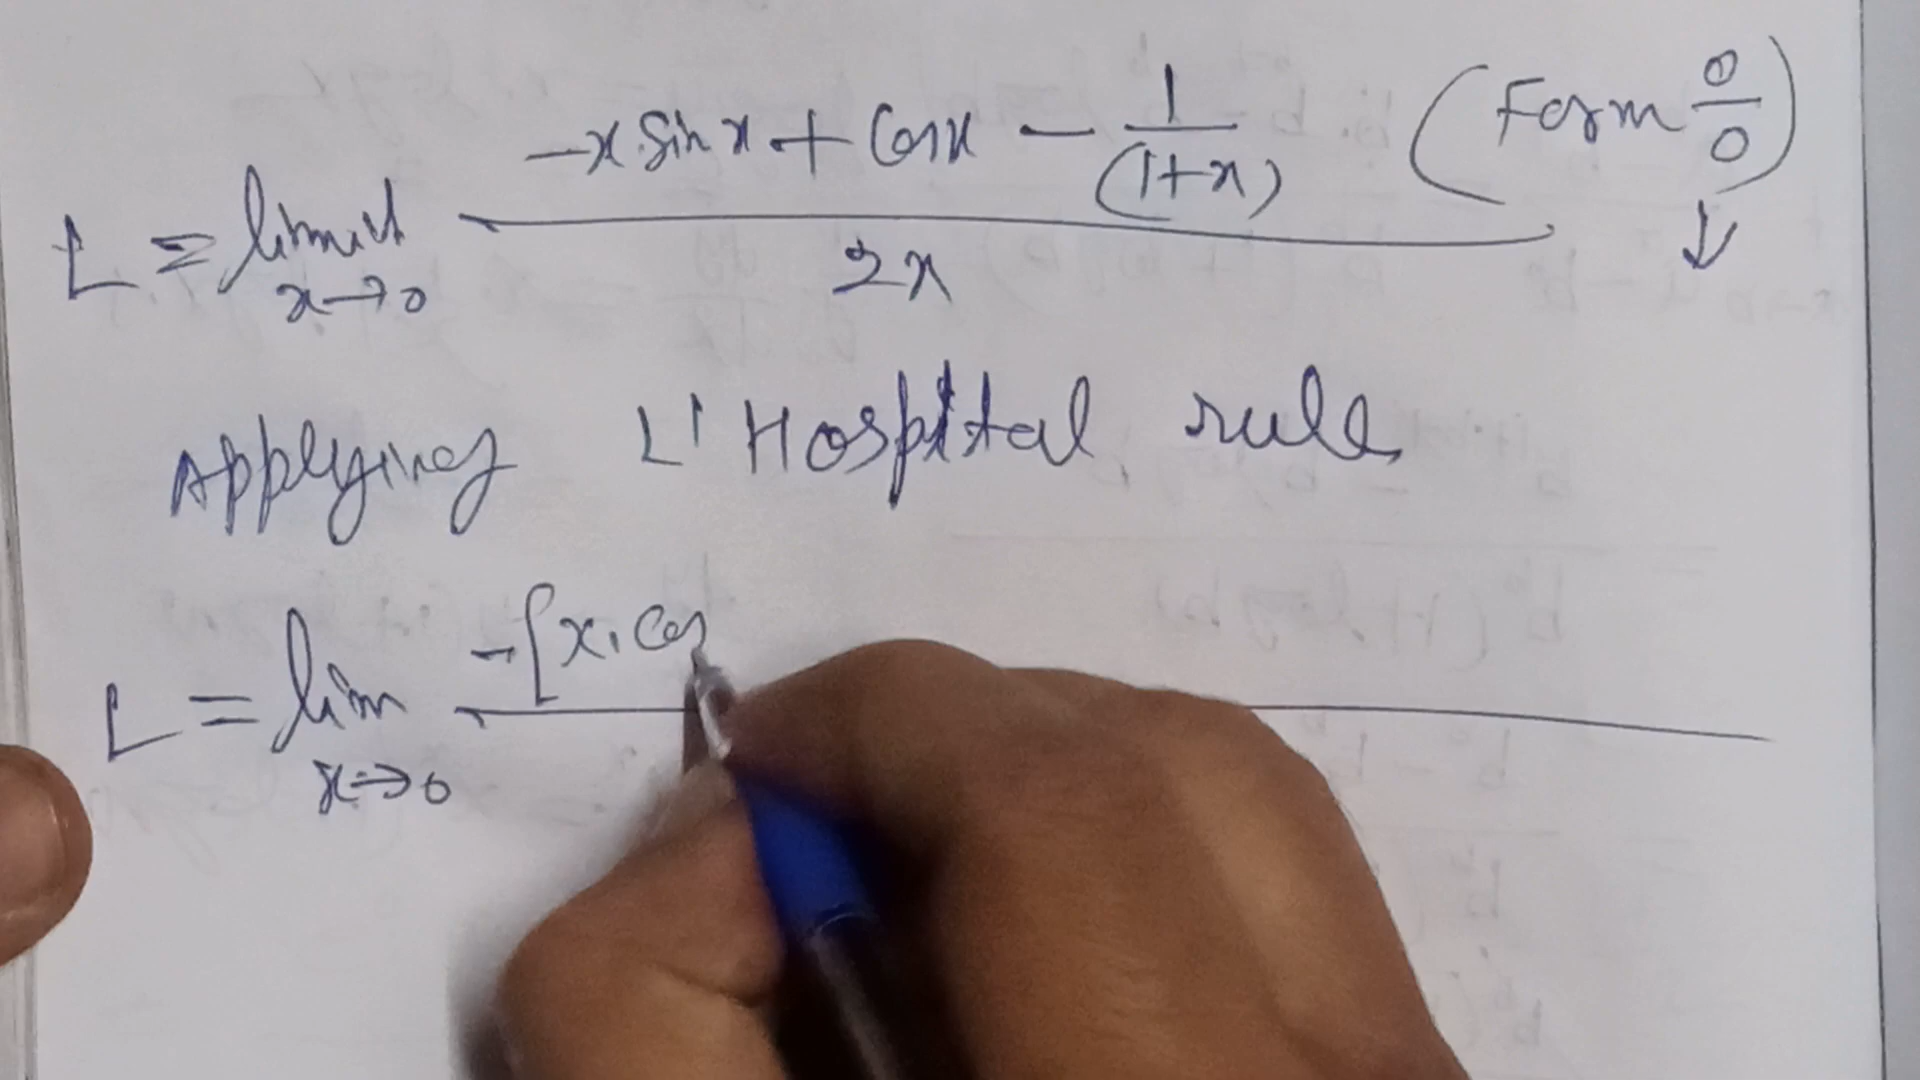 L = limit x→0 (-x sin x + cos x - 1/(1+x)) / 2x (Form 0/0) ↓
Applying L' Hospital rule
L = lim x→0 -[x. cos